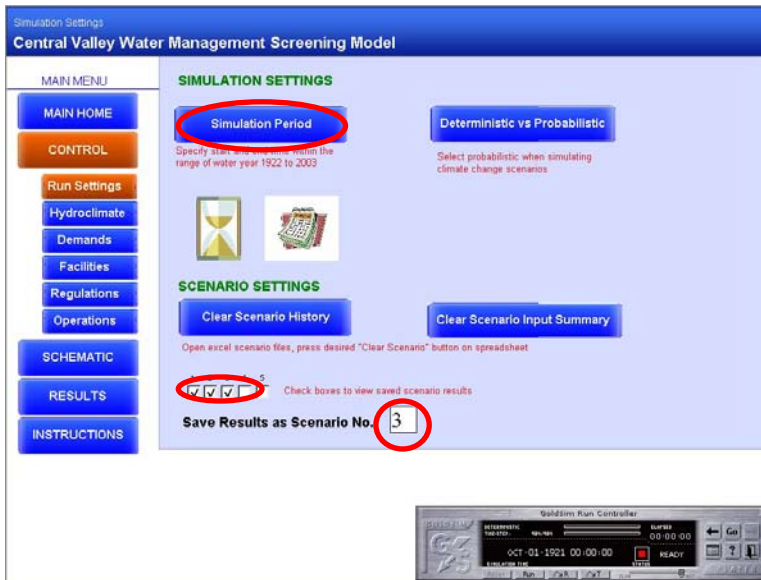 Simulation Settings
Central Valley Water Management Screening Model
MAIN MENU
MAIN HOME
CONTROL
Run Settings
Hydroclimate
Demands
Facilities
Regulations
Operations
SCHEMATIC
RESULTS
INSTRUCTIONS
SIMULATION SETTINGS
Simulation Period
Specify start and end time within the
range of water year 1922 to 2003
Deterministic vs Probabilistic
Select probabilistic when simulating
climate change scenarios
SCENARIO SETTINGS
Clear Scenario History
Clear Scenario Input Summary
Open excel scenario files, press desired "Clear Scenario" button on spreadsheet
5
Check boxes to view saved scenario results
Save Results as Scenario No. 3
GoldSim Run Controller
DETERMINISTIC
TIME-STEP:
ELAPSED
00:00:00
OCT-01-1921 00:00:00
SIMULATION TIME
STATUS
READY
Go
Run